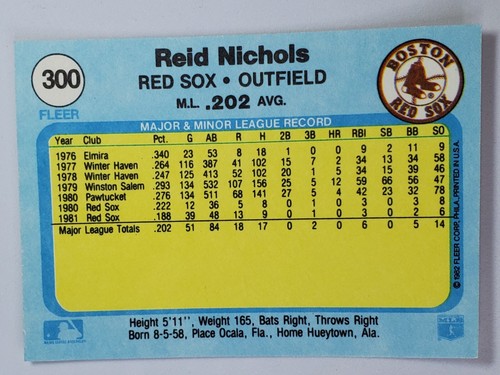 Reid Nichols
300
FLEER
RED SOX • OUTFIELD
M.L. .202 AVG.
BOSTON
RED SOX
®
MAJOR & MINOR LEAGUE RECORD
Year Club Pct. G AB R H 2B 3B HR RBI SB BB SO
1976 Elmira .340 23 53 8 18 1 0 0 9 2 11 9
1977 Winter Haven .264 116 387 41 102 15 7 2 34 13 34 58
1978 Winter Haven .247 125 413 52 102 20 1 5 34 15 39 46
1979 Winston Salem .293 134 532 107 156 25 5 12 59 66 56 47
1980 Pawtucket .276 134 511 68 141 27 5 4 42 23 32 78
1980 Red Sox .222 12 36 5 8 0 1 0 3 0 3 8
1981 Red Sox .188 39 48 13 9 0 1 0 3 0 2 6
Major League Totals .202 51 84 18 17 0 2 0 6 0 5 14
© 1982 FLEER CORP. PHILA. PRINTED IN U.S.A.
Height 5'11", Weight 165, Bats Right, Throws Right
Born 8-5-58, Place Ocala, Fla., Home Hueytown, Ala.